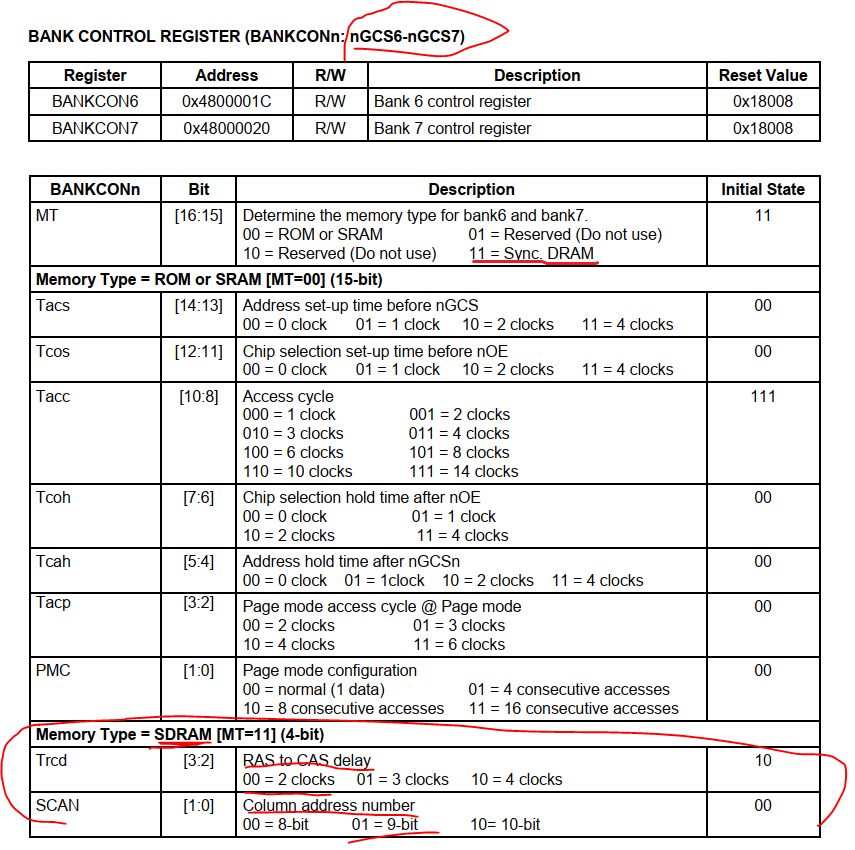 BANK CONTROL REGISTER (BANKCONn: nGCS6-nGCS7)
Register Address R/W Description Reset Value
BANKCON6 0x4800001C R/W Bank 6 control register 0x18008
BANKCON7 0x48000020 R/W Bank 7 control register 0x18008
BANKCONn Bit Description Initial State
MT [16:15] Determine the memory type for bank6 and bank7. 11
00 = ROM or SRAM 01 = Reserved (Do not use)
10 = Reserved (Do not use) 11 = Sync. DRAM
Memory Type = ROM or SRAM [MT=00] (15-bit)
Tacs [14:13] Address set-up time before nGCS 00
00 = 0 clock 01 = 1 clock 10 = 2 clocks 11 = 4 clocks
Tcos [12:11] Chip selection set-up time before nOE 00
00 = 0 clock 01 = 1 clock 10 = 2 clocks 11 = 4 clocks
Tacc [10:8] Access cycle 111
000 = 1 clock 001 = 2 clocks
010 = 3 clocks 011 = 4 clocks
100 = 6 clocks 101 = 8 clocks
110 = 10 clocks 111 = 14 clocks
Tcoh [7:6] Chip selection hold time after nOE 00
00 = 0 clock 01 = 1 clock
10 = 2 clocks 11 = 4 clocks
Tcah [5:4] Address hold time after nGCSn 00
00 = 0 clock 01 = 1clock 10 = 2 clocks 11 = 4 clocks
Tacp [3:2] Page mode access cycle @ Page mode 00
00 = 2 clocks 01 = 3 clocks
10 = 4 clocks 11 = 6 clocks
PMC [1:0] Page mode configuration 00
00 = normal (1 data) 01 = 4 consecutive accesses
10 = 8 consecutive accesses 11 = 16 consecutive accesses
Memory Type = SDRAM [MT=11] (4-bit)
Trcd [3:2] RAS to CAS delay 10
00 = 2 clocks 01 = 3 clocks 10 = 4 clocks
SCAN [1:0] Column address number 00
00 = 8-bit 01 = 9-bit 10= 10-bit